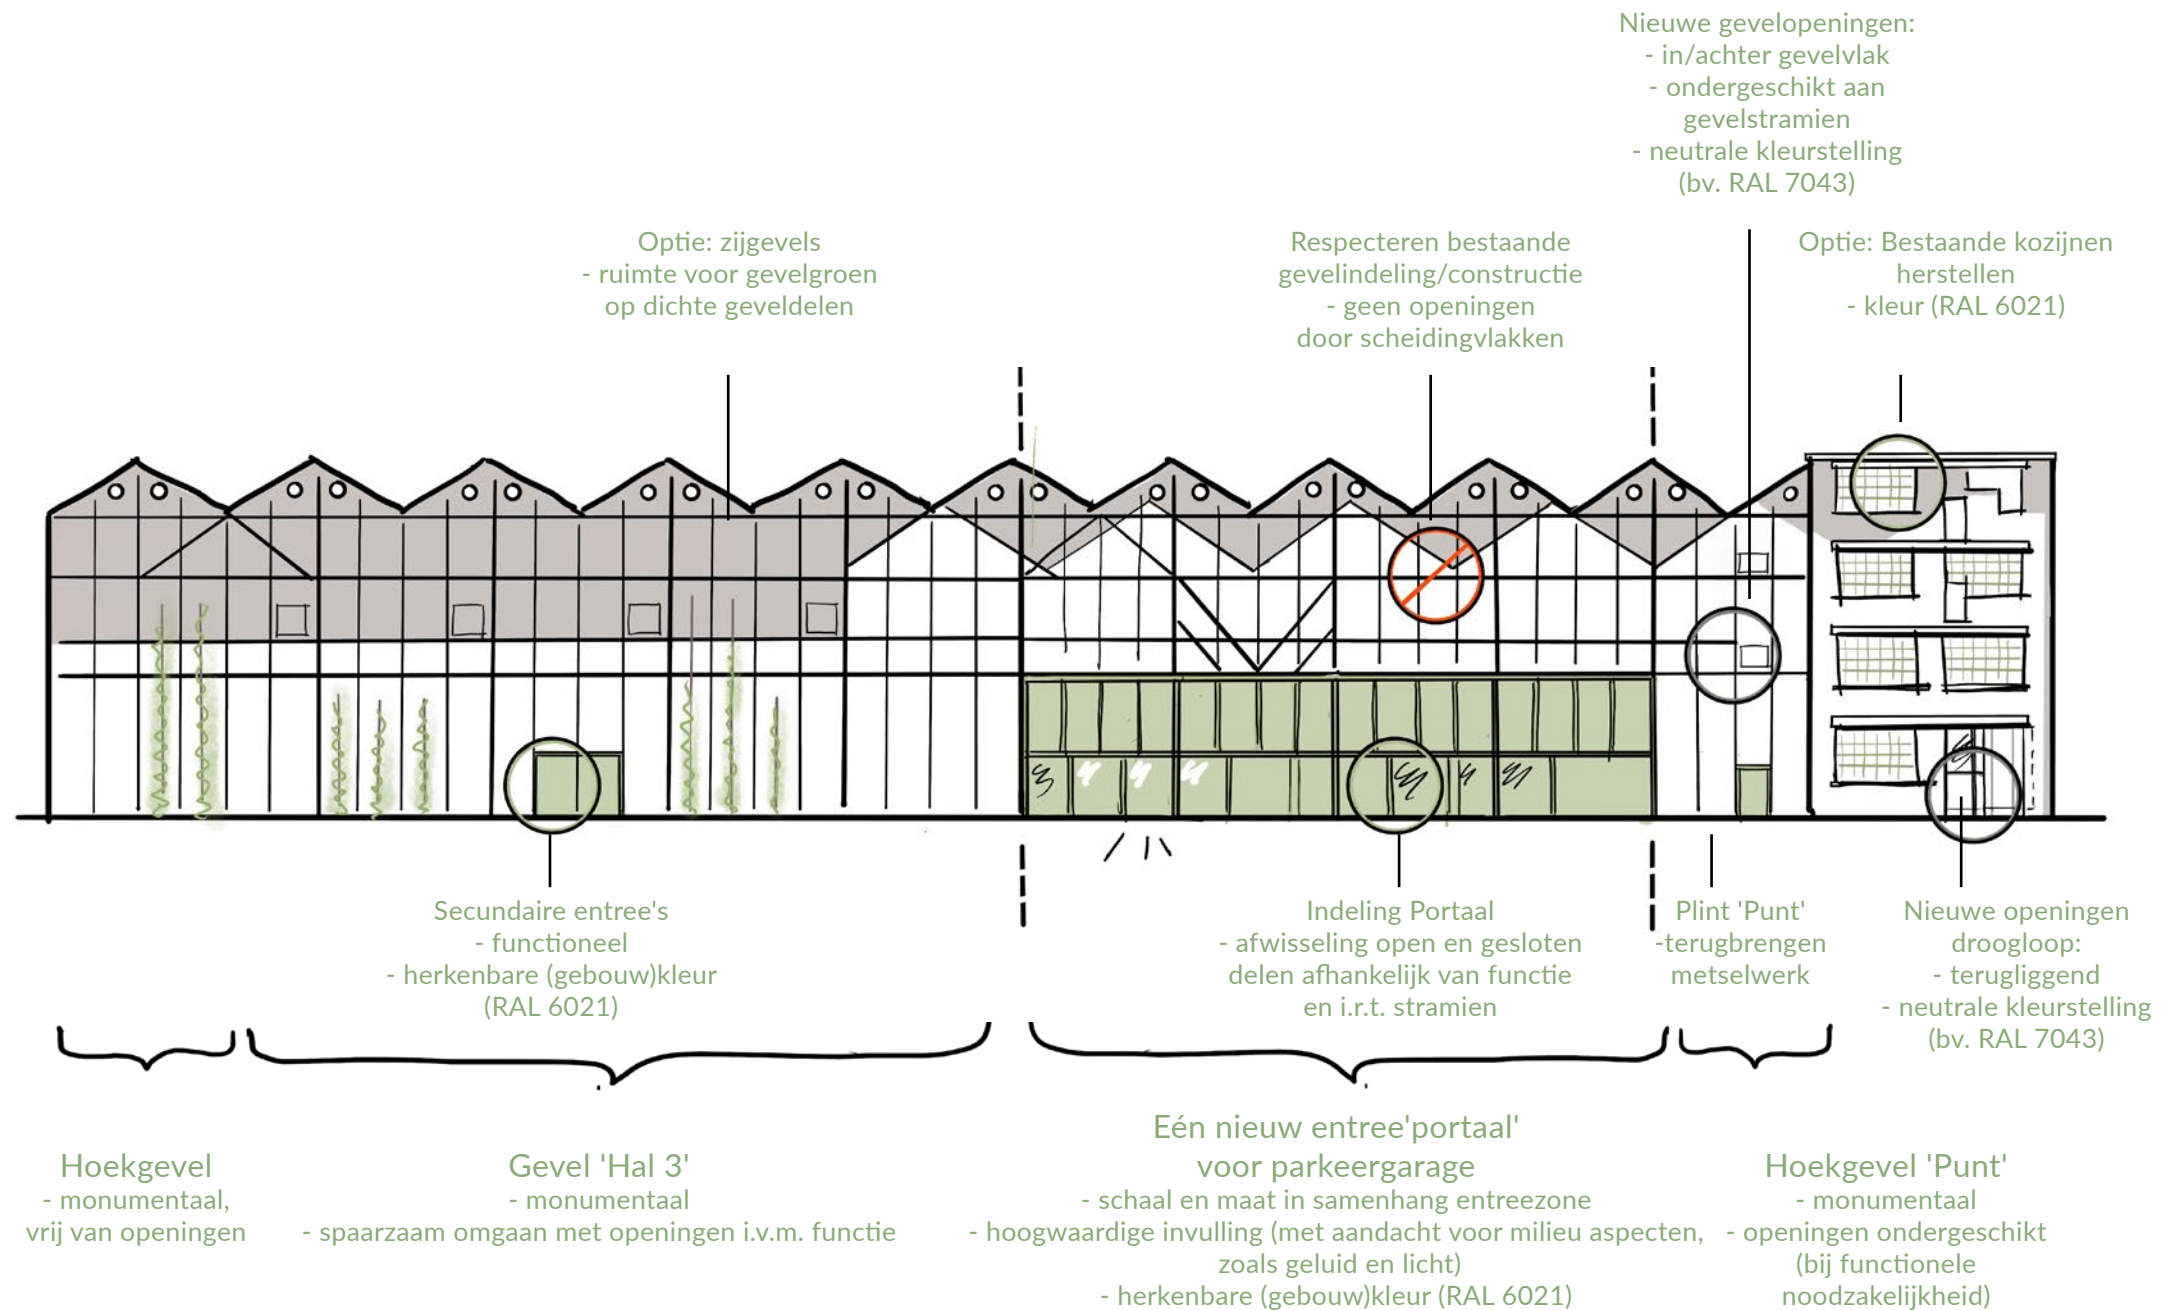 Nieuwe gevelopeningen:
- in/achter gevelvlak
- ondergeschikt aan
gevelstramien
- neutrale kleurstelling
(bv. RAL 7043)
Optie: zijgevels
- ruimte voor gevelgroen
op dichte geveldelen
Respecteren bestaande
gevelindeling/constructie
- geen openingen
door scheidingvlakken
Optie: Bestaande kozijnen
herstellen
- kleur (RAL 6021)
Secundaire entree's
- functioneel
- herkenbare (gebouw)kleur
(RAL 6021)
Indeling Portaal
- afwisseling open en gesloten
delen afhankelijk van functie
en i.r.t. stramien
Plint 'Punt'
-terugbrengen
metselwerk
Nieuwe openingen
droogloop:
- terugliggend
- neutrale kleurstelling
(bv. RAL 7043)
Hoekgevel
- monumentaal,
vrij van openingen
Gevel 'Hal 3'
- monumentaal
- spaarzaam omgaan met openingen i.v.m. functie
Eén nieuw entree'portaal'
voor parkeergarage
- schaal en maat in samenhang entreezone
- hoogwaardige invulling (met aandacht voor milieu aspecten,
zoals geluid en licht)
- herkenbare (gebouw)kleur (RAL 6021)
Hoekgevel 'Punt'
- monumentaal
- openingen ondergeschikt
(bij functionele
noodzakelijkheid)